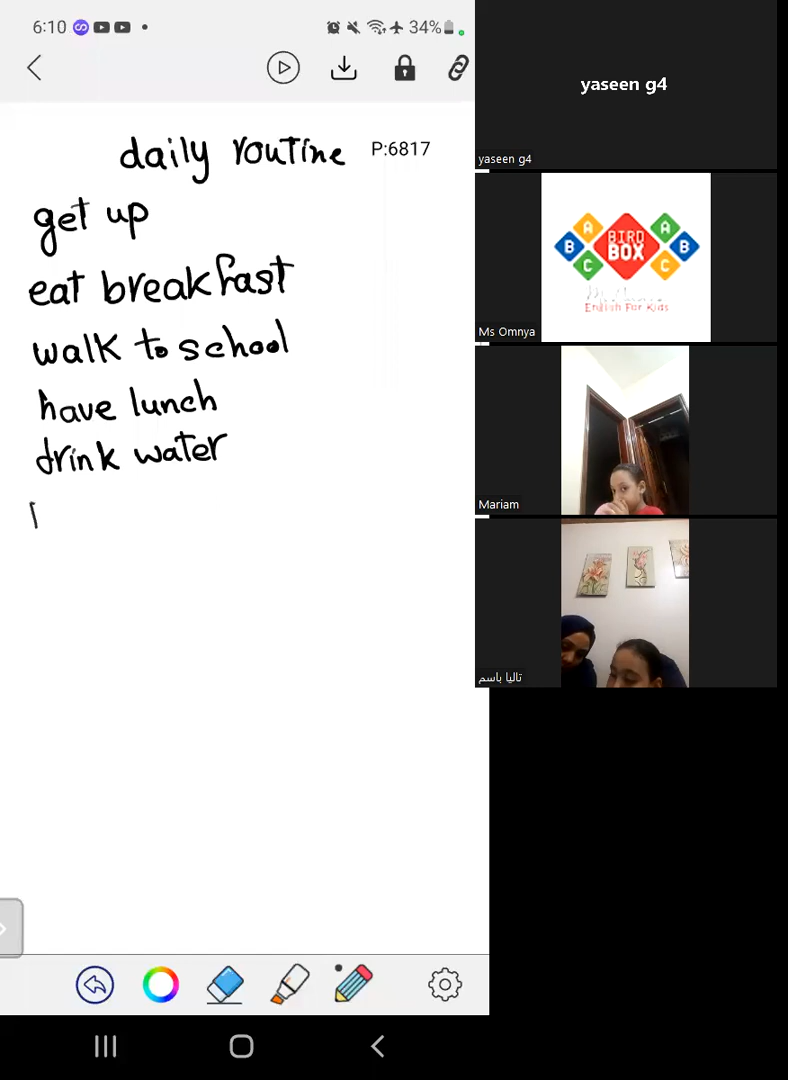 6:10
34%
daily routine
P:6817
get up
eat breakfast
walk to school
have lunch
drink water
yaseen g4
yaseen g4
A
B
C
BIRD
BOX
A
B
C
English For Kids
Ms Omnya
Mariam
تاليا باسم